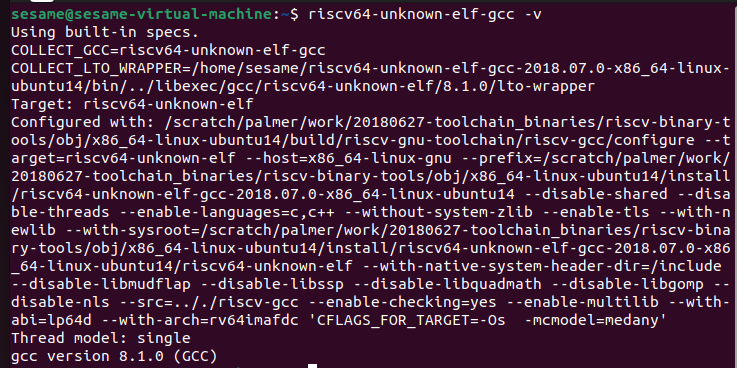 sesame@sesame-virtual-machine:~$ riscv64-unknown-elf-gcc -v
Using built-in specs.
COLLECT_GCC=riscv64-unknown-elf-gcc
COLLECT_LTO_WRAPPER=/home/sesame/riscv64-unknown-elf-gcc-2018.07.0-x86_64-linux-
ubuntu14/bin/../libexec/gcc/riscv64-unknown-elf/8.1.0/lto-wrapper
Target: riscv64-unknown-elf
Configured with: /scratch/palmer/work/20180627-toolchain_binaries/riscv-binary-t
ools/obj/x86_64-linux-ubuntu14/build/riscv-gnu-toolchain/riscv-gcc/configure --t
arget=riscv64-unknown-elf --host=x86_64-linux-gnu --prefix=/scratch/palmer/work/
20180627-toolchain_binaries/riscv-binary-tools/obj/x86_64-linux-ubuntu14/install
/riscv64-unknown-elf-gcc-2018.07.0-x86_64-linux-ubuntu14 --disable-shared --disa
ble-threads --enable-languages=c,c++ --without-system-zlib --enable-tls --with-n
ewlib --with-sysroot=/scratch/palmer/work/20180627-toolchain_binaries/riscv-bina
ry-tools/obj/x86_64-linux-ubuntu14/install/riscv64-unknown-elf-gcc-2018.07.0-x86
_64-linux-ubuntu14/riscv64-unknown-elf --with-native-system-header-dir=/include
--disable-libmudflap --disable-libssp --disable-libquadmath --disable-libgomp --
disable-nls --src=.././riscv-gcc --enable-checking=yes --enable-multilib --with-
abi=lp64d --with-arch=rv64imafdc 'CFLAGS_FOR_TARGET=-Os  -mcmodel=medany'
Thread model: single
gcc version 8.1.0 (GCC)